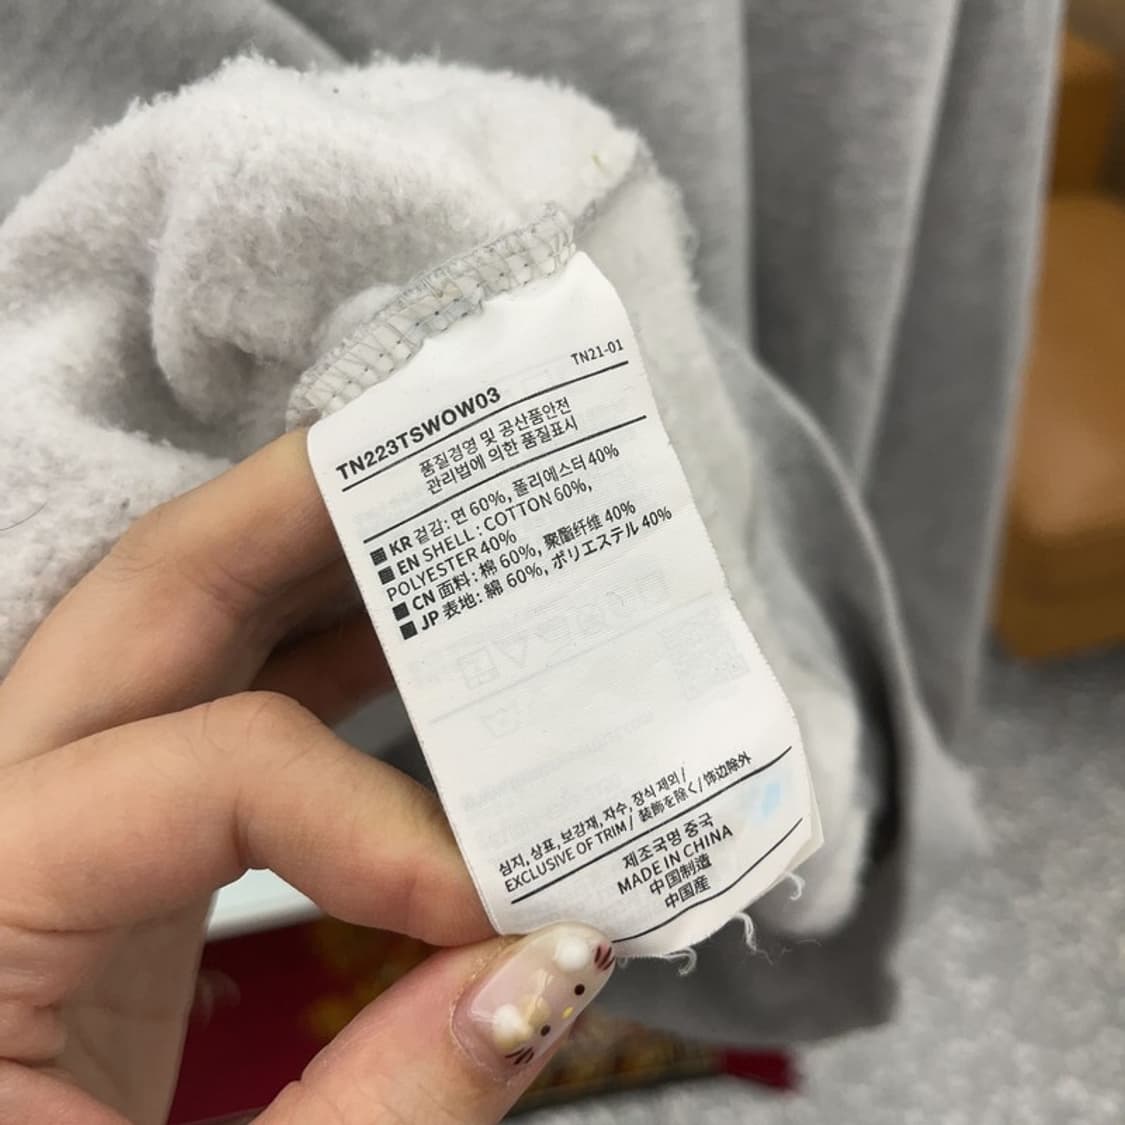 TN21-01
TN223TSWOW03
품질경영 및 공산품안전
관리법에 의한 품질표시
KR 겉감: 면 60%, 폴리에스터 40%
EN SHELL : COTTON 60%,
POLYESTER 40%
CN 面料: 棉 60%, 聚酯纤维 40%
JP 表地: 綿 60%, ポリエステル 40%
심지, 상표, 보강재, 자수, 장식 제외 /
EXCLUSIVE OF TRIM / 装飾を除く / 饰边除外
제조국명 중국
MADE IN CHINA
中国制造
中国産